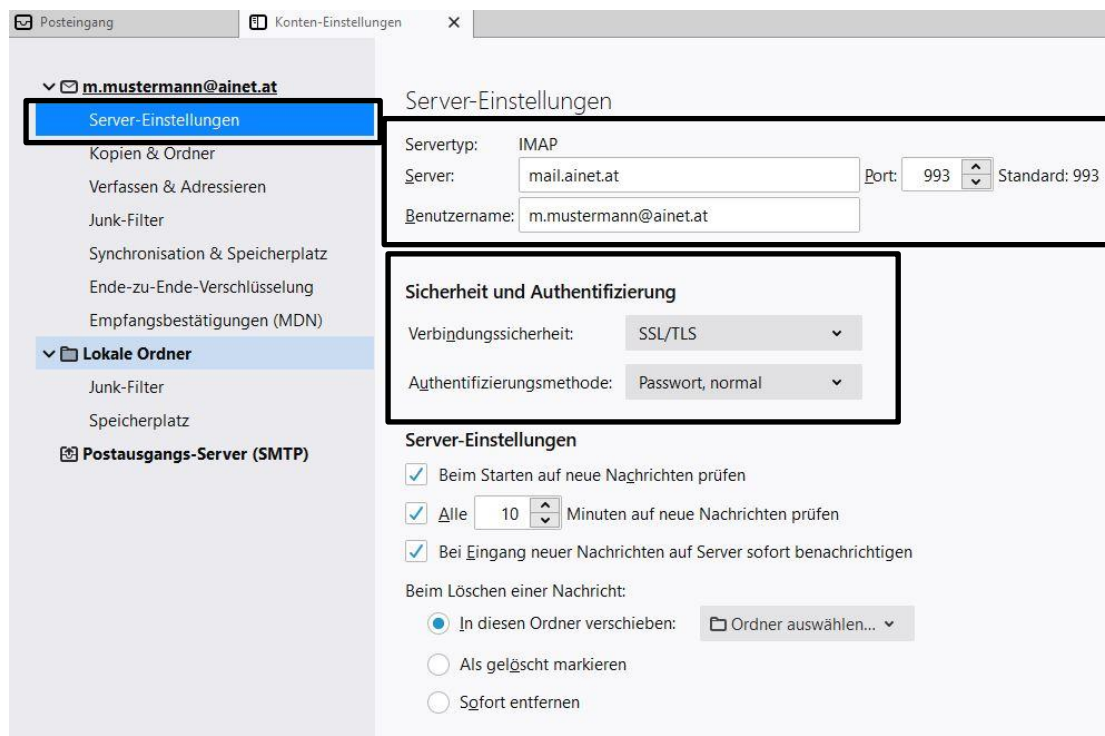 Posteingang
Konten-Einstellungen
m.mustermann@ainet.at
Server-Einstellungen
Kopien & Ordner
Verfassen & Adressieren
Junk-Filter
Synchronisation & Speicherplatz
Ende-zu-Ende-Verschlüsselung
Empfangsbestätigungen (MDN)
Lokale Ordner
Junk-Filter
Speicherplatz
Postausgangs-Server (SMTP)
Server-Einstellungen
Servertyp: IMAP
Server: mail.ainet.at Port: 993 Standard: 993
Benutzername: m.mustermann@ainet.at
Sicherheit und Authentifizierung
Verbindungssicherheit: SSL/TLS
Authentifizierungsmethode: Passwort, normal
Server-Einstellungen
Beim Starten auf neue Nachrichten prüfen
Alle 10 Minuten auf neue Nachrichten prüfen
Bei Eingang neuer Nachrichten auf Server sofort benachrichtigen
Beim Löschen einer Nachricht:
In diesen Ordner verschieben: Ordner auswählen...
Als gelöscht markieren
Sofort entfernen